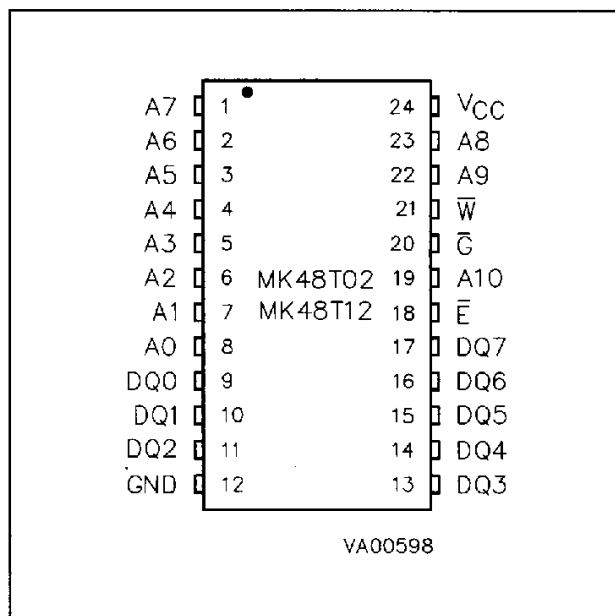 A7 1 24 VCC
A6 2 23 A8
A5 3 22 A9
A4 4 21 W̅
A3 5 20 G̅
A2 6 MK48T02 19 A10
A1 7 MK48T12 18 E̅
A0 8 17 DQ7
DQ0 9 16 DQ6
DQ1 10 15 DQ5
DQ2 11 14 DQ4
GND 12 13 DQ3
VA00598